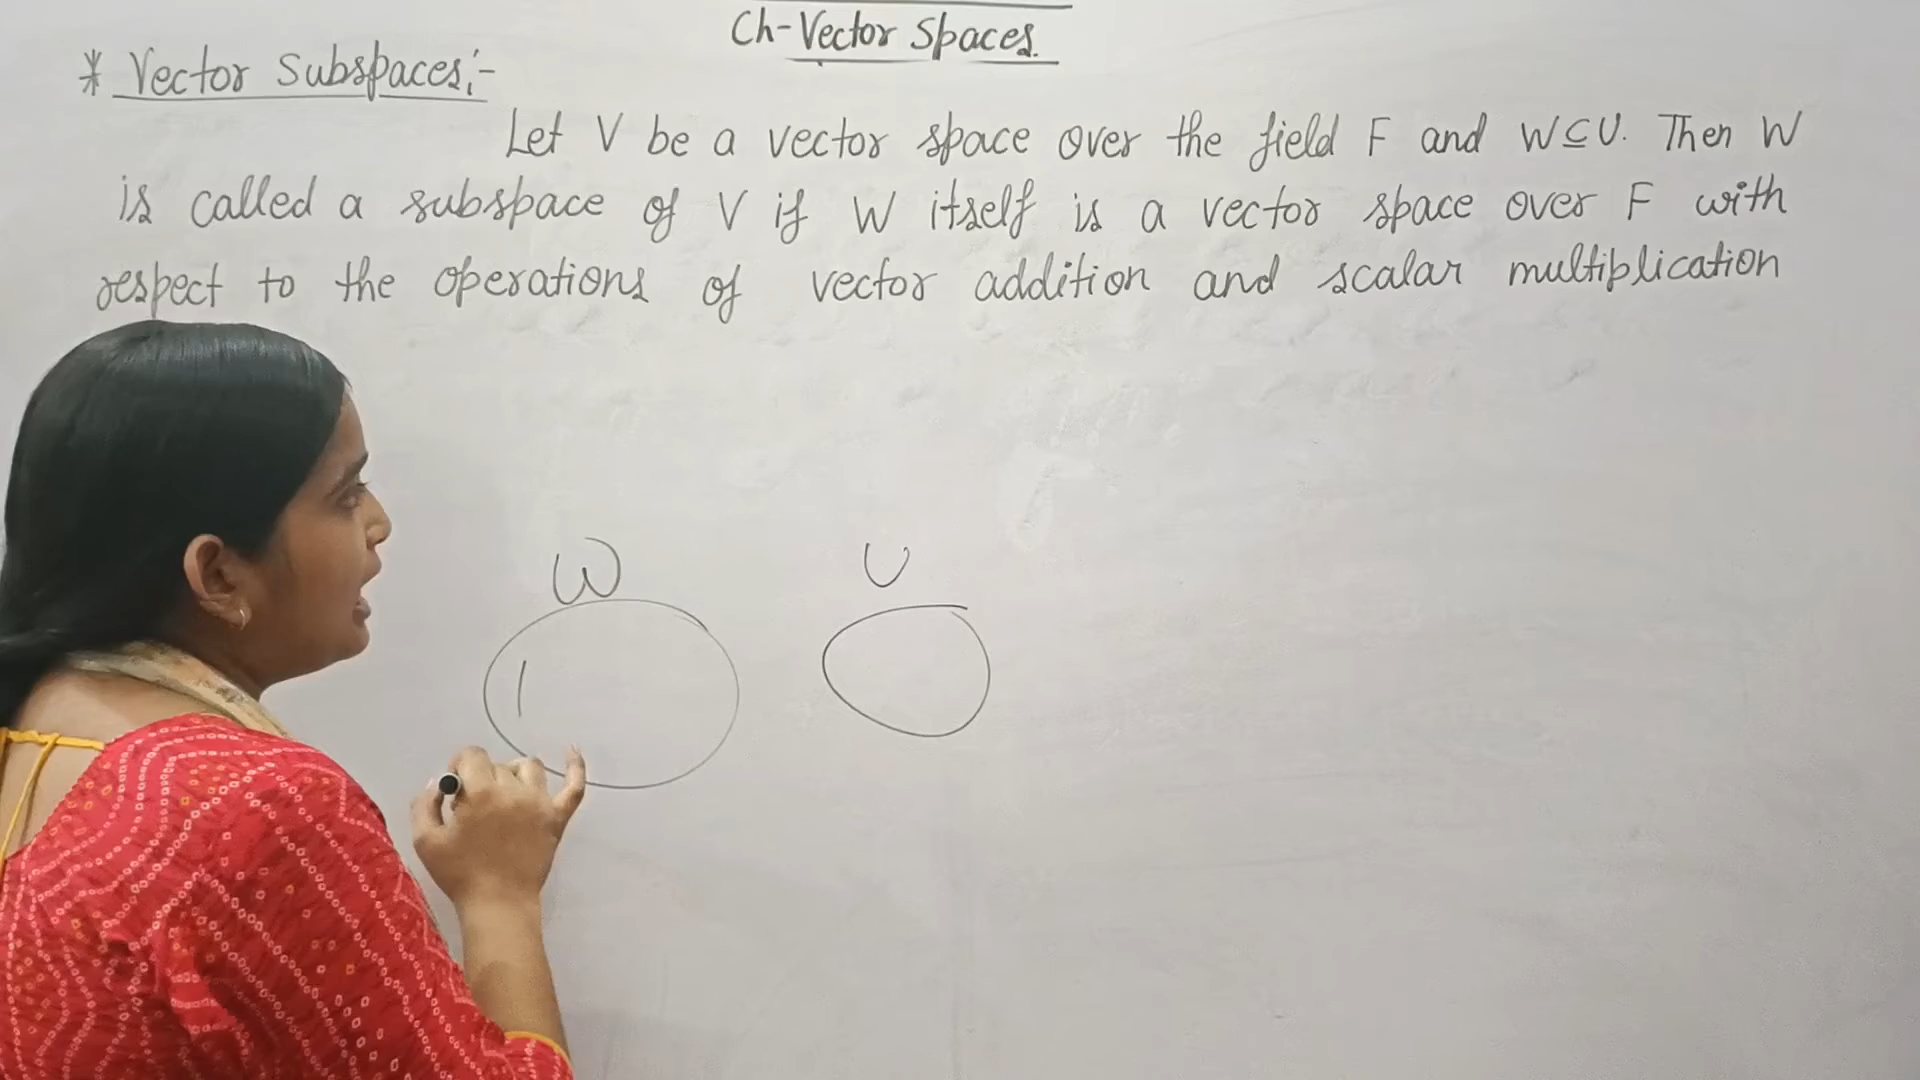 Ch-Vector Spaces.
* Vector Subspaces:-
Let V be a vector space over the field F and W⊆U. Then W
is called a subspace of V if W itself is a vector space over F with
respect to the operations of vector addition and scalar multiplication
W U
1